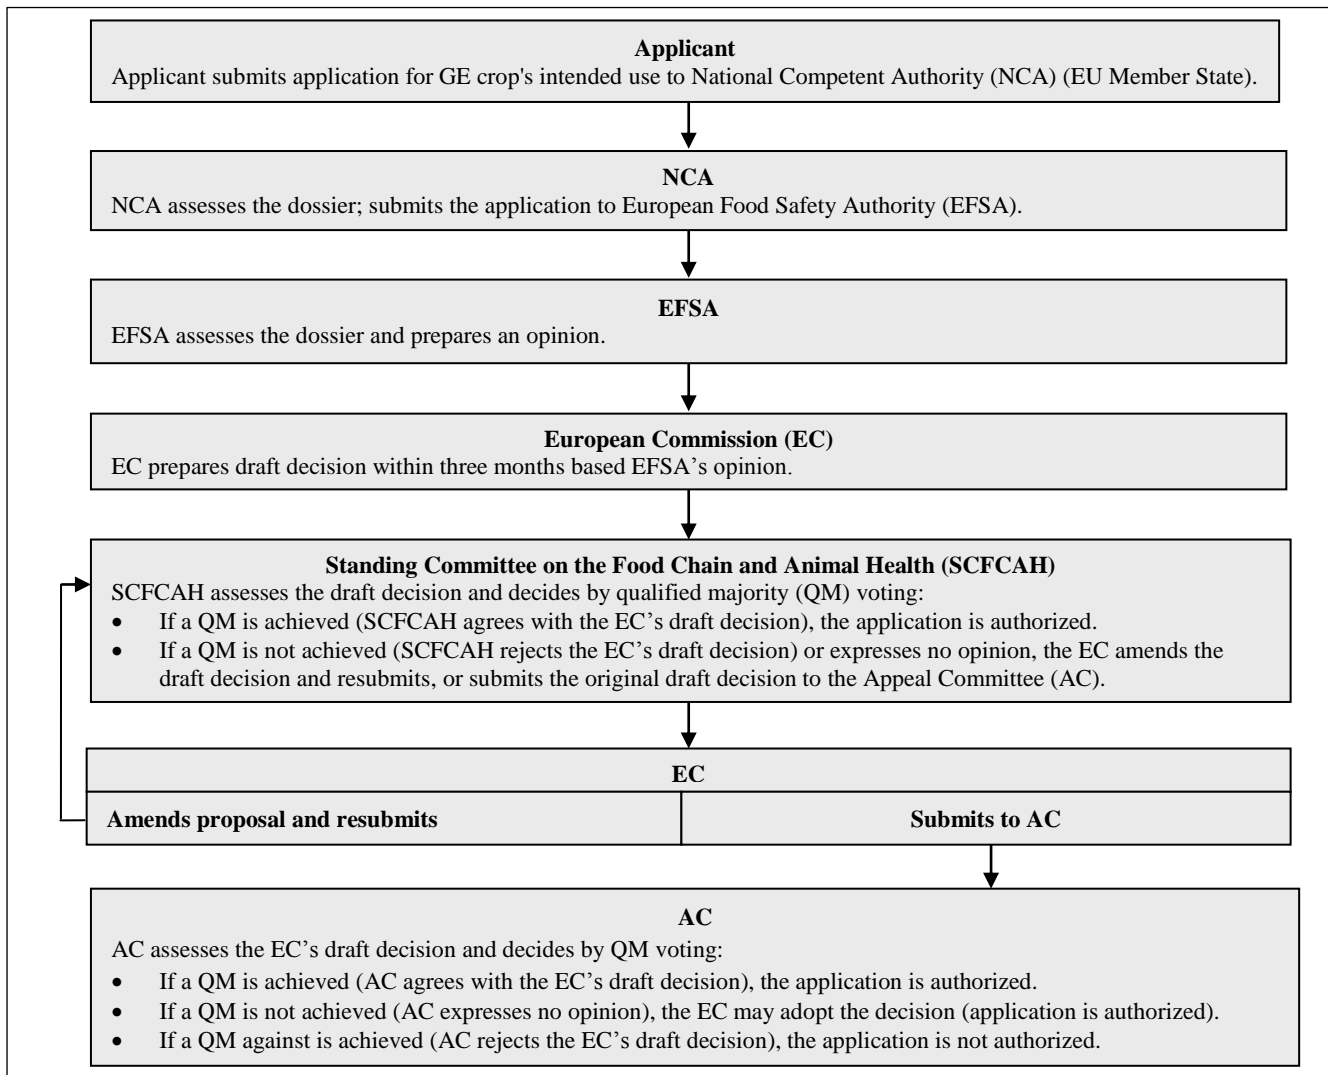 Applicant
Applicant submits application for GE crop's intended use to National Competent Authority (NCA) (EU Member State).
NCA
NCA assesses the dossier; submits the application to European Food Safety Authority (EFSA).
EFSA
EFSA assesses the dossier and prepares an opinion.
European Commission (EC)
EC prepares draft decision within three months based EFSA’s opinion.
Standing Committee on the Food Chain and Animal Health (SCFCAH)
SCFCAH assesses the draft decision and decides by qualified majority (QM) voting:
• If a QM is achieved (SCFCAH agrees with the EC’s draft decision), the application is authorized.
• If a QM is not achieved (SCFCAH rejects the EC’s draft decision) or expresses no opinion, the EC amends the
draft decision and resubmits, or submits the original draft decision to the Appeal Committee (AC).
EC
Amends proposal and resubmits
Submits to AC
AC
AC assesses the EC’s draft decision and decides by QM voting:
• If a QM is achieved (AC agrees with the EC’s draft decision), the application is authorized.
• If a QM is not achieved (AC expresses no opinion), the EC may adopt the decision (application is authorized).
• If a QM against is achieved (AC rejects the EC’s draft decision), the application is not authorized.